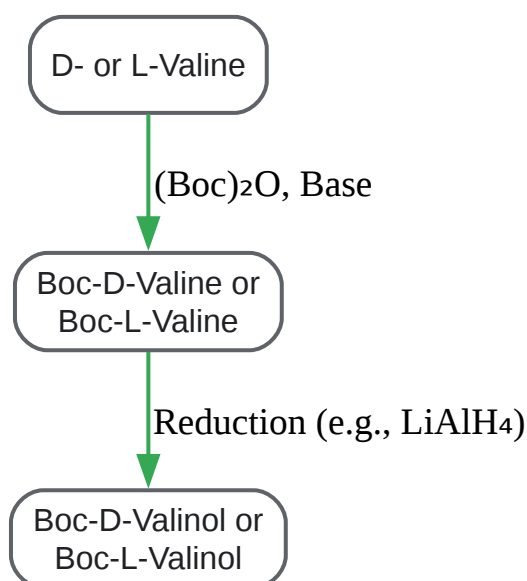 D- or L-Valine
(Boc)₂O, Base
Boc-D-Valine or
Boc-L-Valine
Reduction (e.g., LiAlH₄)
Boc-D-Valinol or
Boc-L-Valinol